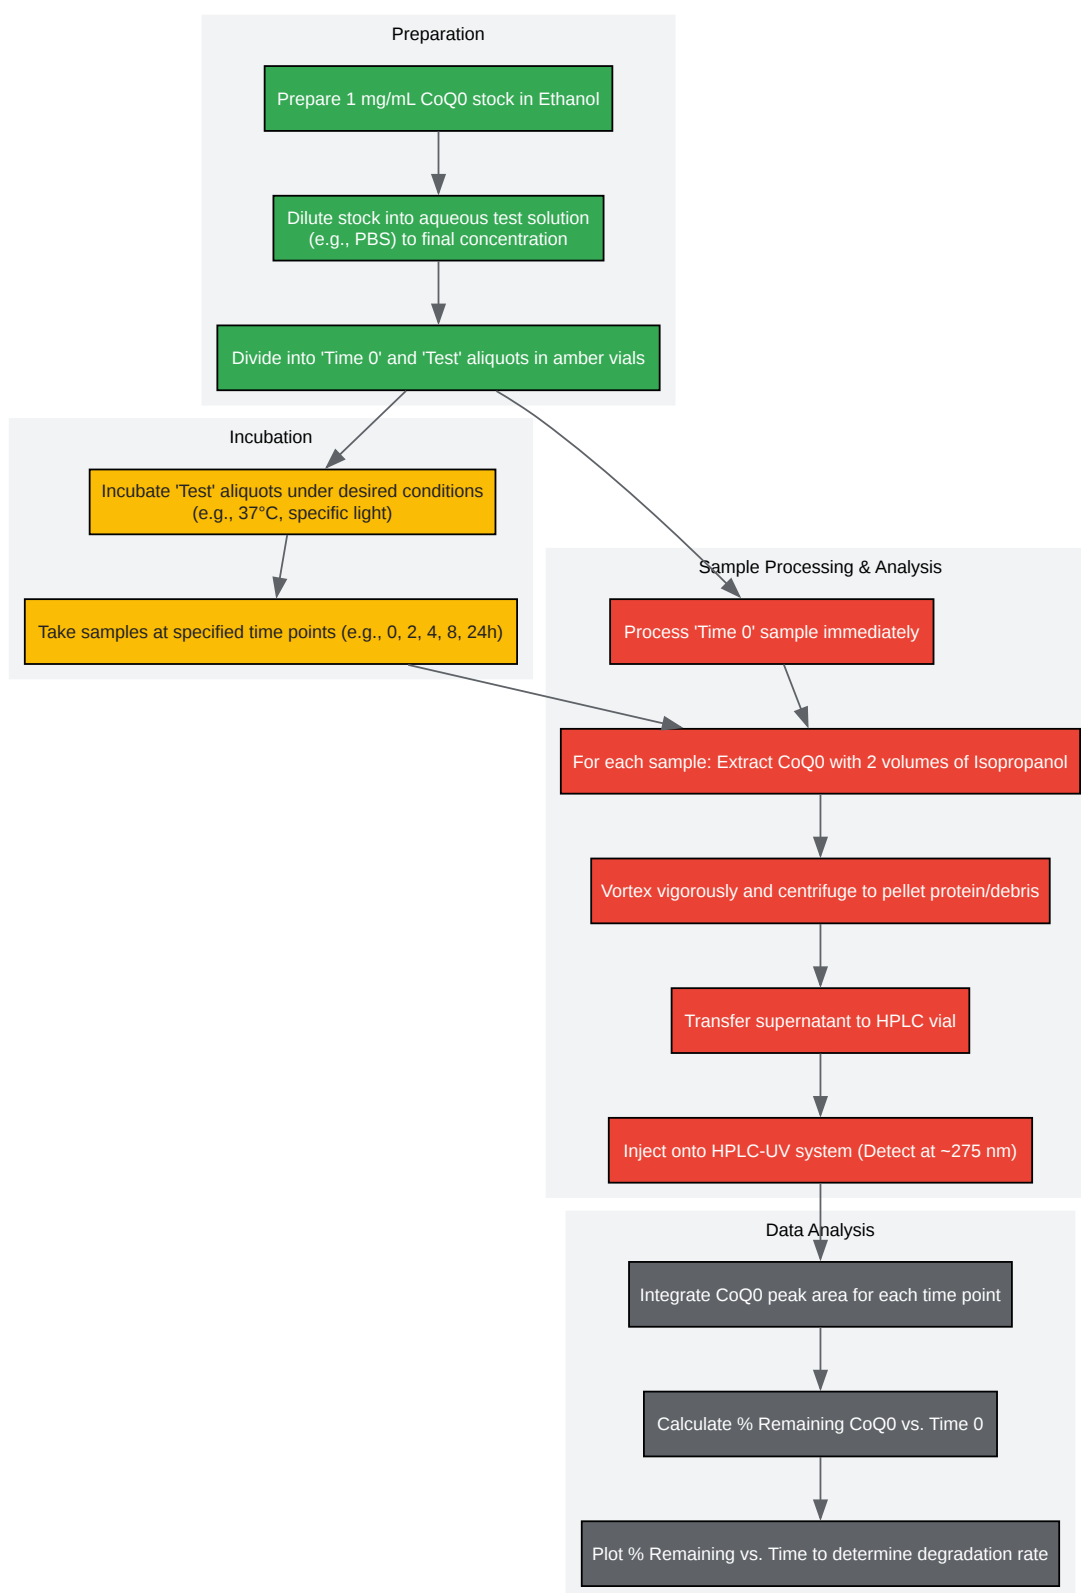 Preparation
Prepare 1 mg/mL CoQ0 stock in Ethanol
Dilute stock into aqueous test solution
(e.g., PBS) to final concentration
Divide into 'Time 0' and 'Test' aliquots in amber vials
Incubation
Incubate 'Test' aliquots under desired conditions
(e.g., 37°C, specific light)
Take samples at specified time points (e.g., 0, 2, 4, 8, 24h)
Sample Processing & Analysis
Process 'Time 0' sample immediately
For each sample: Extract CoQ0 with 2 volumes of Isopropanol
Vortex vigorously and centrifuge to pellet protein/debris
Transfer supernatant to HPLC vial
Inject onto HPLC-UV system (Detect at ~275 nm)
Data Analysis
Integrate CoQ0 peak area for each time point
Calculate % Remaining CoQ0 vs. Time 0
Plot % Remaining vs. Time to determine degradation rate